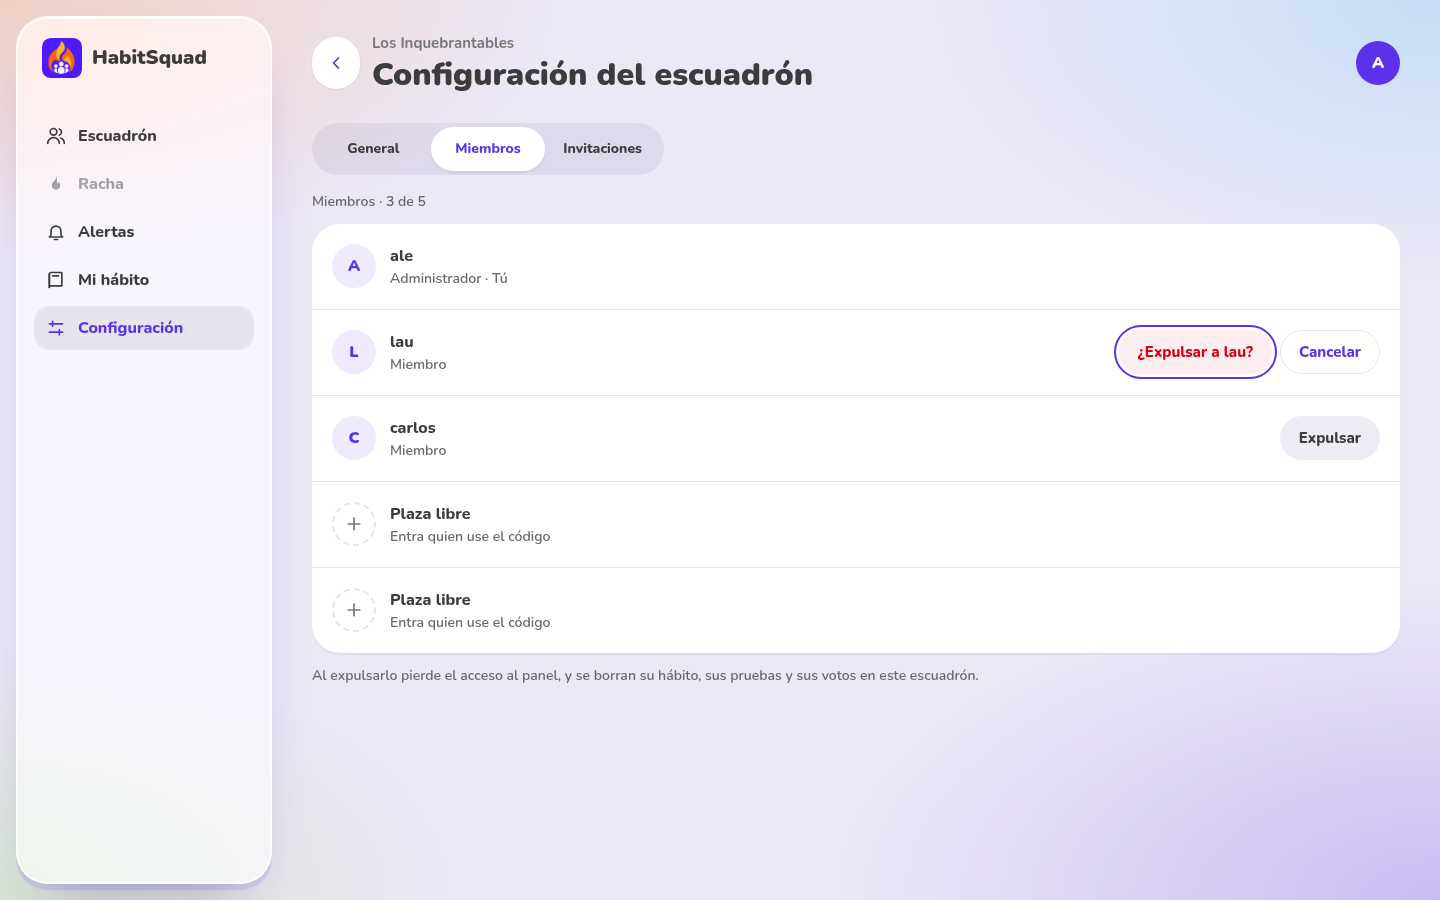 HabitSquad
Escuadrón
Racha
Alertas
Mi hábito
Configuración
Los Inquebrantables
Configuración del escuadrón
A
General
Miembros
Invitaciones
Miembros · 3 de 5
A
ale
Administrador · Tú
L
lau
Miembro
¿Expulsar a lau?
Cancelar
C
carlos
Miembro
Expulsar
Plaza libre
Entra quien use el código
Plaza libre
Entra quien use el código
Al expulsarlo pierde el acceso al panel, y se borran su hábito, sus pruebas y sus votos en este escuadrón.